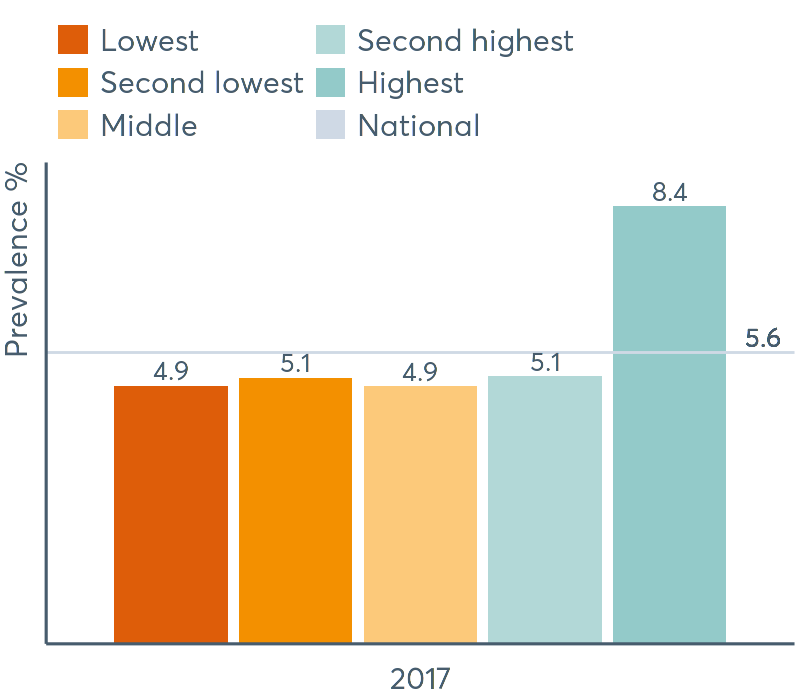 Lowest
Second lowest
Middle
Second highest
Highest
National
Prevalence %
8.4
5.6
4.9
5.1
4.9
5.1
2017